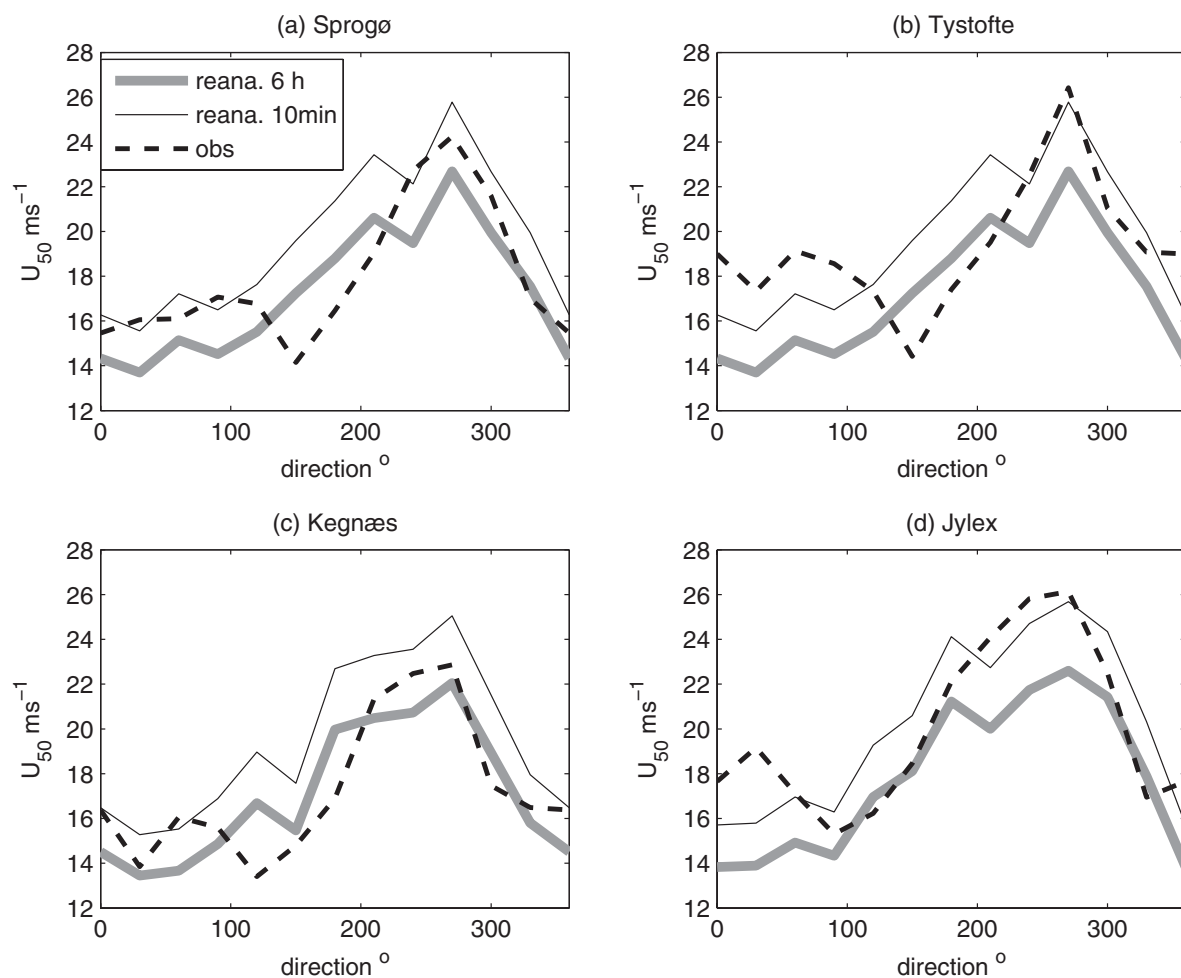 (a) Sprogø
28
26
24
22
20
18
16
14
12
U50 ms−1
reana. 6 h
reana. 10min
obs
0 100 200 300
direction o
(b) Tystofte
28
26
24
22
20
18
16
14
12
U50 ms−1
0 100 200 300
direction o
(c) Kegnæs
28
26
24
22
20
18
16
14
12
U50 ms−1
0 100 200 300
direction o
(d) Jylex
28
26
24
22
20
18
16
14
12
U50 ms−1
0 100 200 300
direction o